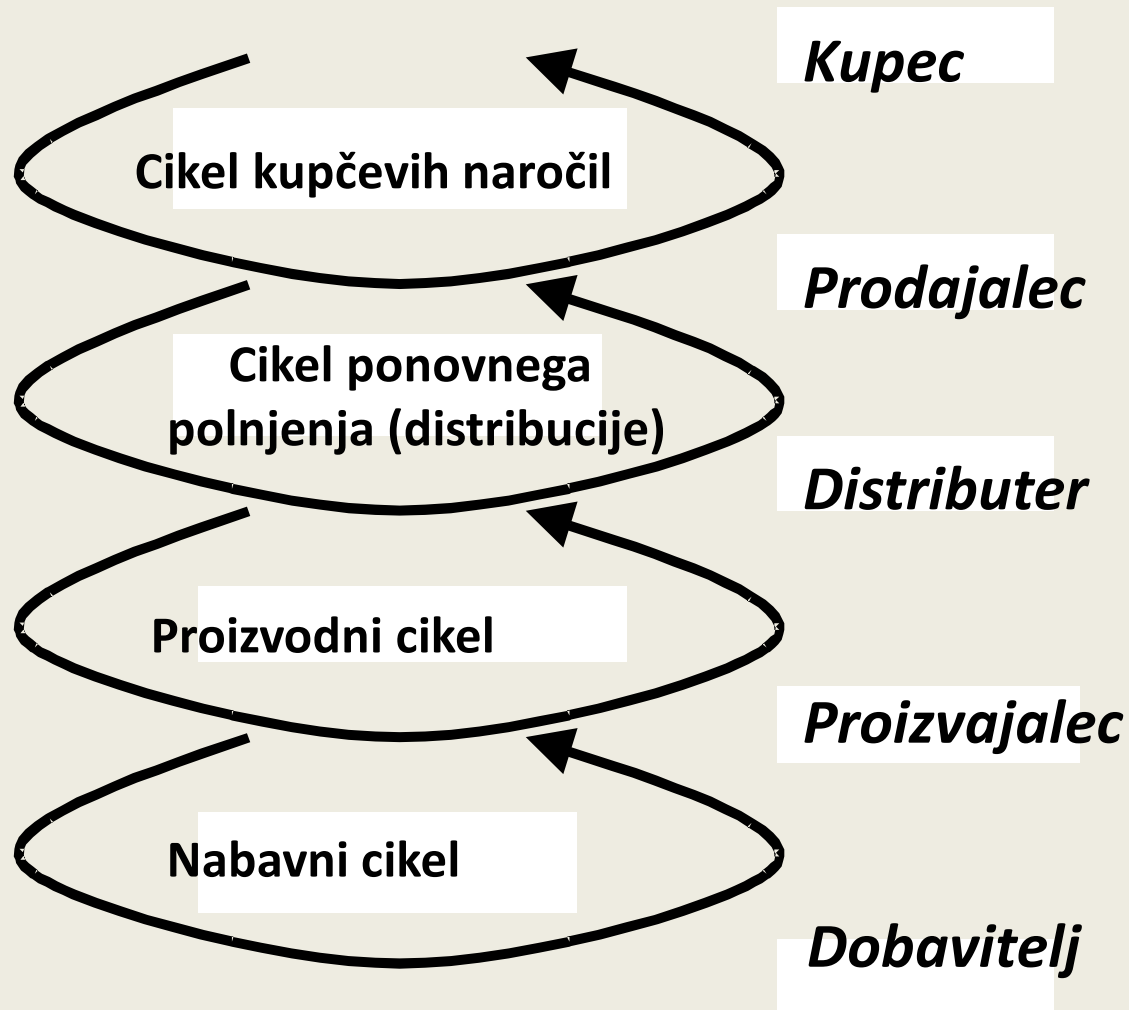 Kupec
Cikel kupčevih naročil
Prodajalec
Cikel ponovnega
polnjenja (distribucije)
Distributer
Proizvodni cikel
Proizvajalec
Nabavni cikel
Dobavitelj